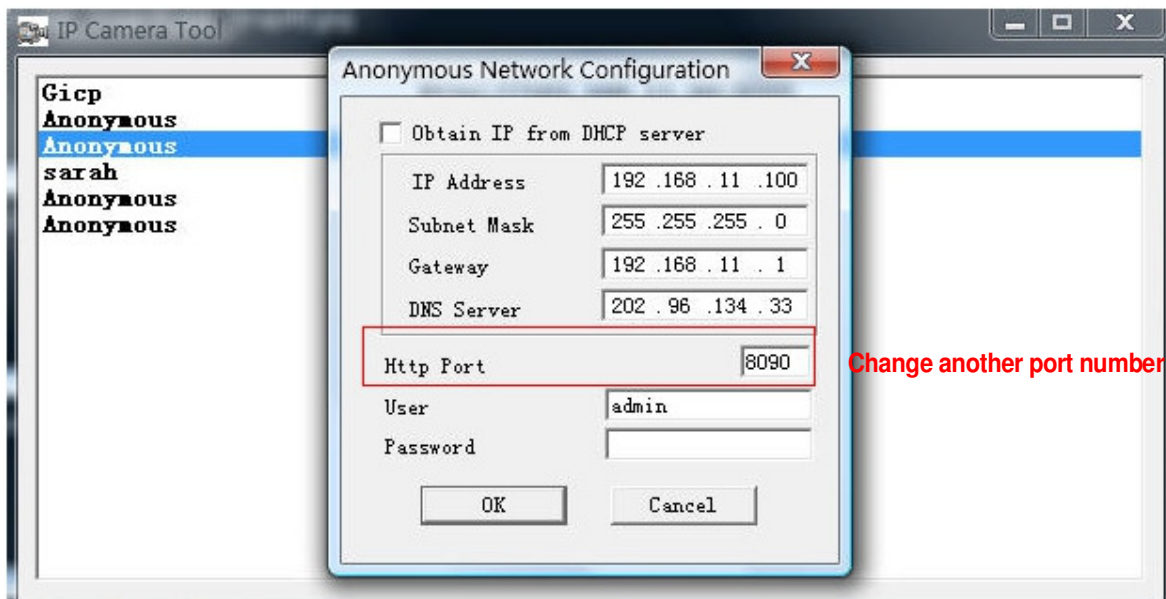 IP Camera Tool
Gicp
Anonymous
Anonymous
sarah
Anonymous
Anonymous
Anonymous Network Configuration
Obtain IP from DHCP server
IP Address 192 .168 . 11 .100
Subnet Mask 255 .255 .255 . 0
Gateway 192 .168 . 11 . 1
DNS Server 202 . 96 .134 . 33
Http Port 8090
Change another port number
User admin
Password
OK Cancel